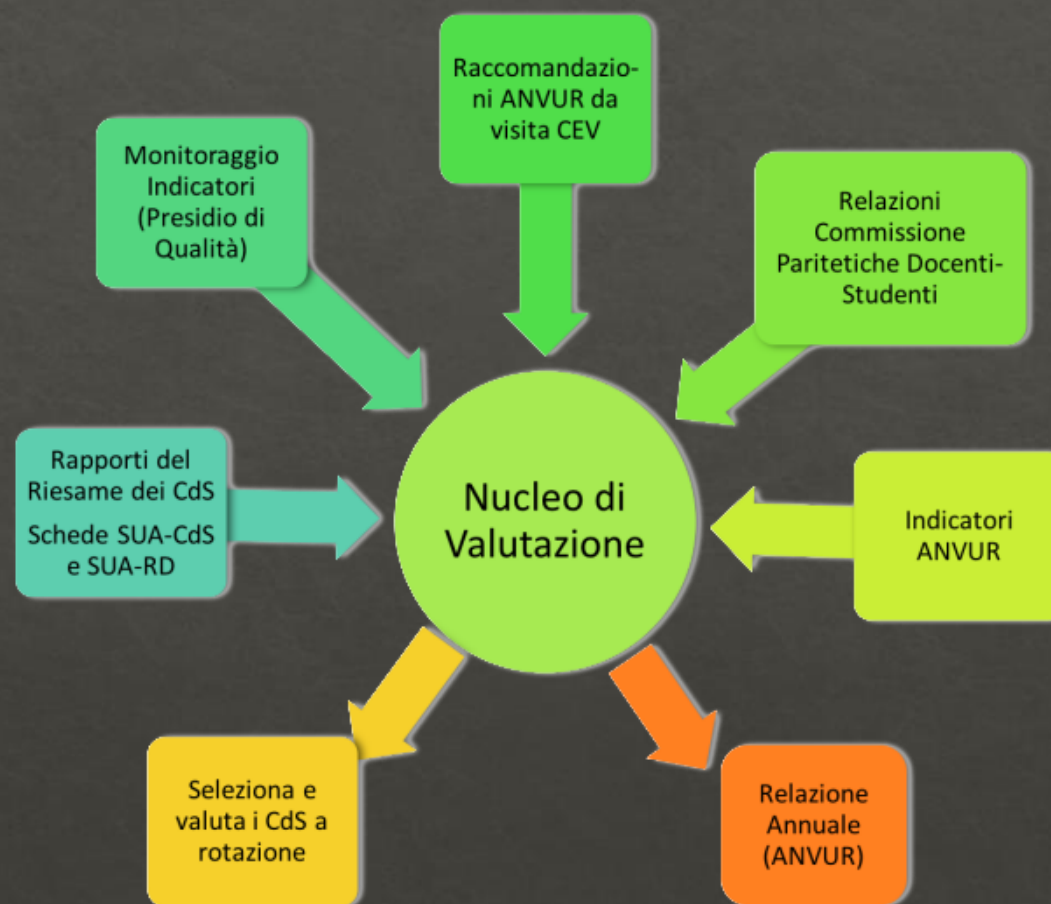 Raccomandazio-
ni ANVUR da
visita CEV
Monitoraggio
Indicatori
(Presidio di
Qualità)
Relazioni
Commissione
Paritetiche Docenti-
Studenti
Rapporti del
Riesame dei CdS
Schede SUA-CdS
e SUA-RD
Nucleo di
Valutazione
Indicatori
ANVUR
Seleziona e
valuta i CdS a
rotazione
Relazione
Annuale
(ANVUR)